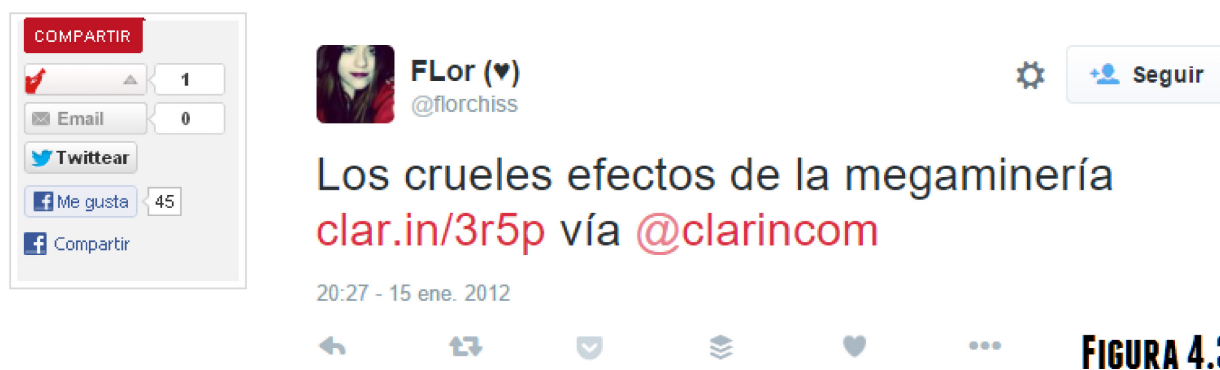 COMPARTIR
1
Email
0
Twittear
Me gusta
45
Compartir
FLor (♥)
@florchiss
Seguir
Los crueles efectos de la megaminería
clar.in/3r5p vía @clarincom
20:27 - 15 ene. 2012
FIGURA 4.3